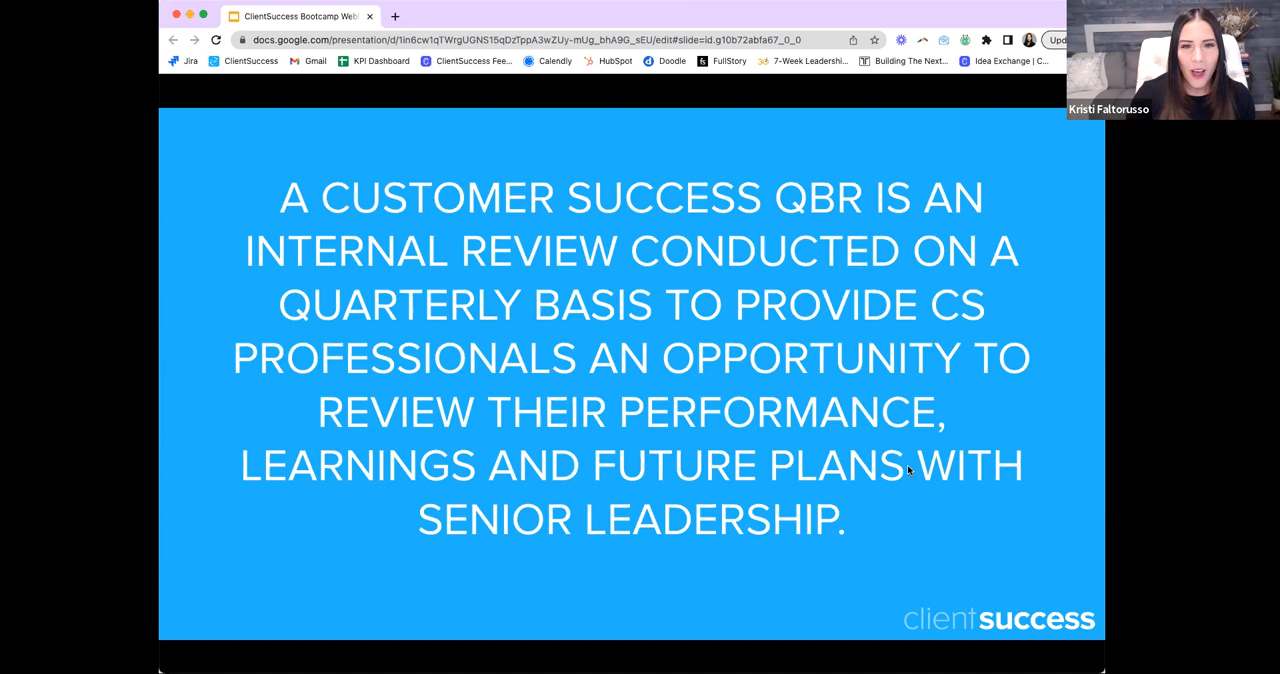 ClientSuccess Bootcamp Web
docs.google.com/presentation/d/1In6cw1qTWrgUGNS15qDzTppA3wZUy-mUg_bhA9G_sEU/edit#slide=id.g10b72abfa67_0_0
Upd
Jira ClientSuccess Gmail KPI Dashboard ClientSuccess Fee... Calendly HubSpot Doodle FullStory 7-Week Leadershi... Building The Next... Idea Exchange | C...
Kristi Faltorusso
A CUSTOMER SUCCESS QBR IS AN
INTERNAL REVIEW CONDUCTED ON A
QUARTERLY BASIS TO PROVIDE CS
PROFESSIONALS AN OPPORTUNITY TO
REVIEW THEIR PERFORMANCE,
LEARNINGS AND FUTURE PLANS WITH
SENIOR LEADERSHIP.
clientsuccess